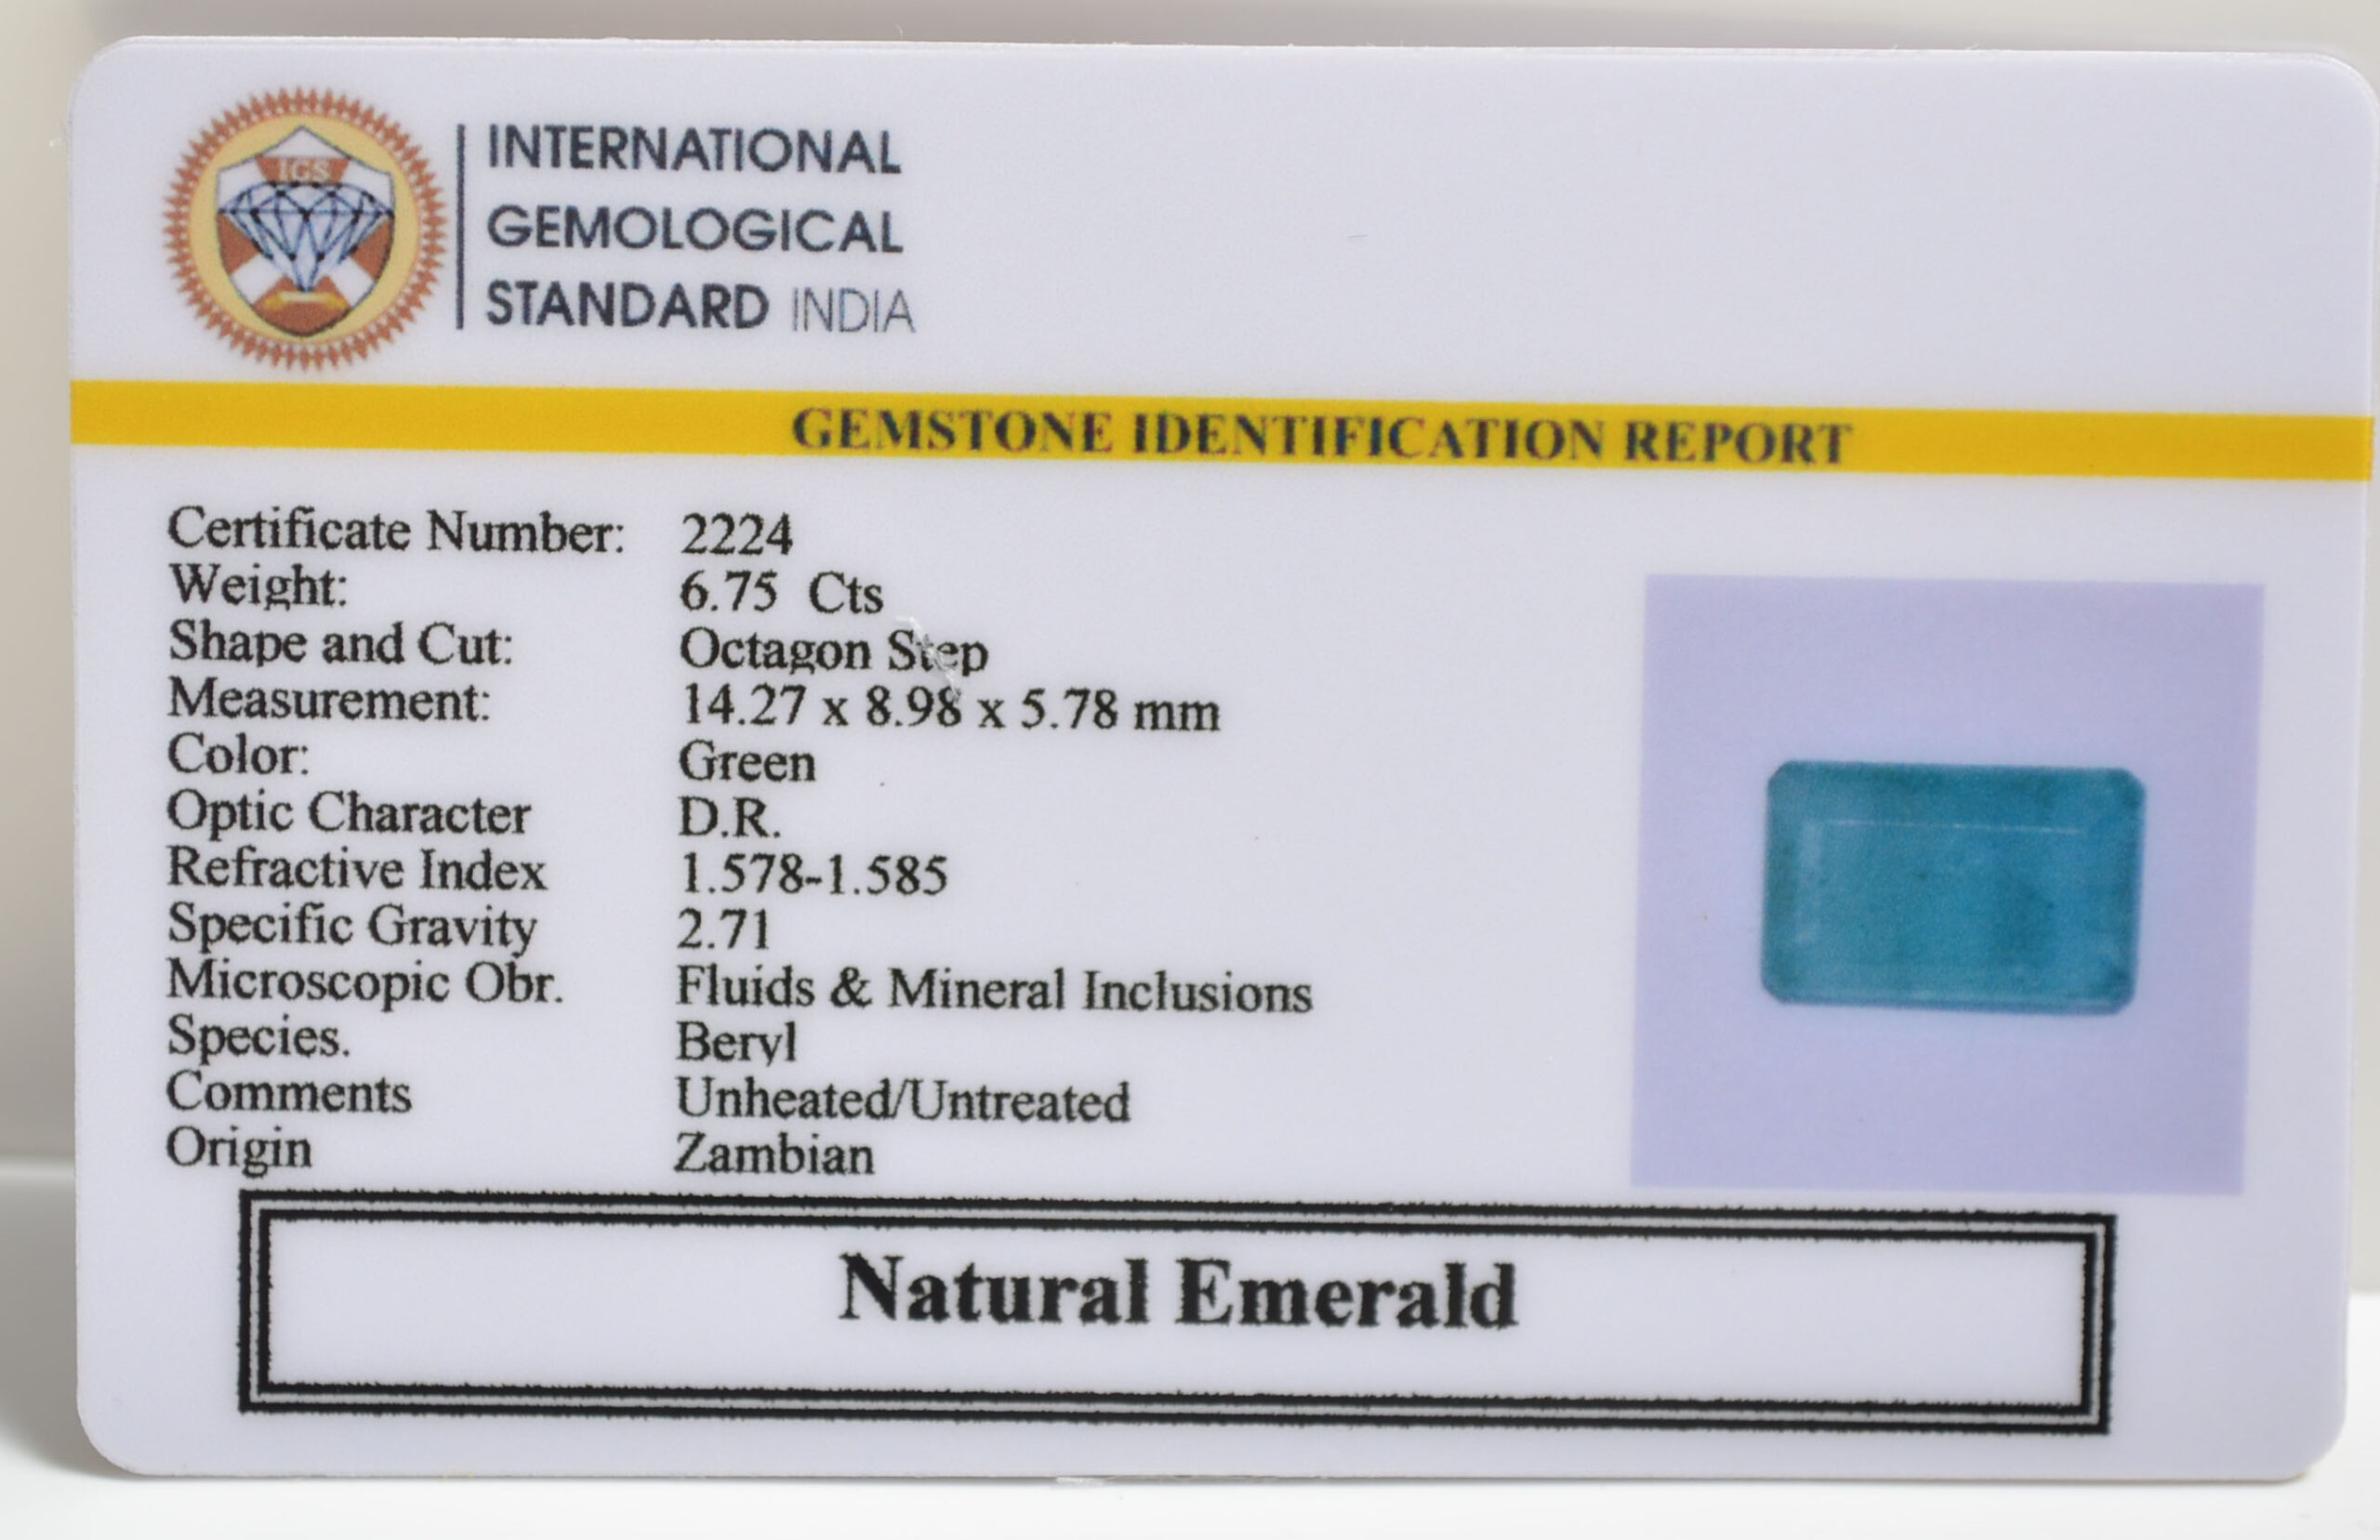 IGS
INTERNATIONAL
GEMOLOGICAL
STANDARD INDIA
GEMSTONE IDENTIFICATION REPORT
Certificate Number: 2224
Weight: 6.75 Cts
Shape and Cut: Octagon Step
Measurement: 14.27 x 8.98 x 5.78 mm
Color: Green
Optic Character D.R.
Refractive Index 1.578-1.585
Specific Gravity 2.71
Microscopic Obr. Fluids & Mineral Inclusions
Species. Beryl
Comments Unheated/Untreated
Origin Zambian
Natural Emerald